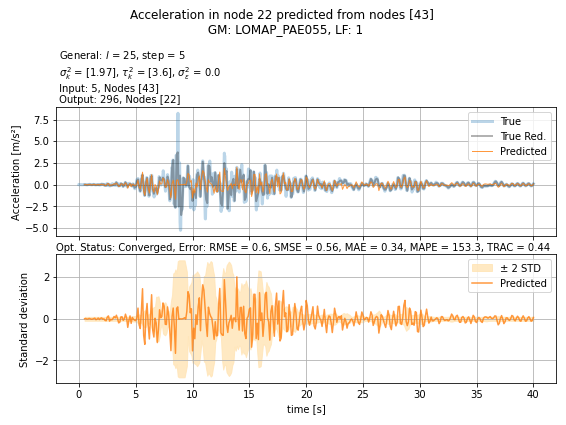 Acceleration in node 22 predicted from nodes [43]
GM: LOMAP_PAE055, LF: 1
General: l = 25, step = 5
σ²ₖ = [1.97], τ²ₖ = [3.6], σ²ε = 0.0
Input: 5, Nodes [43]
Output: 296, Nodes [22]
Acceleration [m/s²]
7.5
5.0
2.5
0.0
−2.5
−5.0
True
True Red.
Predicted
Opt. Status: Converged, Error: RMSE = 0.6, SMSE = 0.56, MAE = 0.34, MAPE = 153.3, TRAC = 0.44
Standard deviation
2
0
−2
± 2 STD
Predicted
0 5 10 15 20 25 30 35 40
time [s]